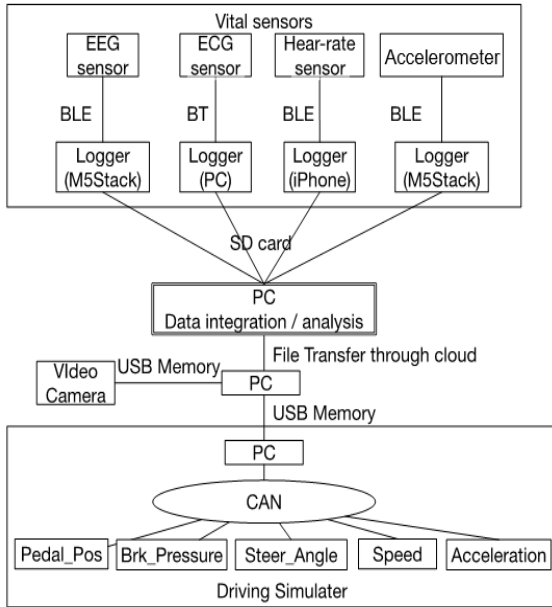 Vital sensors
EEG
sensor
ECG
sensor
Hear-rate
sensor
Accelerometer
BLE
BT
BLE
BLE
Logger
(M5Stack)
Logger
(PC)
Logger
(iPhone)
Logger
(M5Stack)
SD card
PC
Data integration / analysis
File Transfer through cloud
USB Memory
VIdeo
Camera
PC
USB Memory
PC
CAN
Pedal_Pos
Brk_Pressure
Steer_Angle
Speed
Acceleration
Driving Simulater